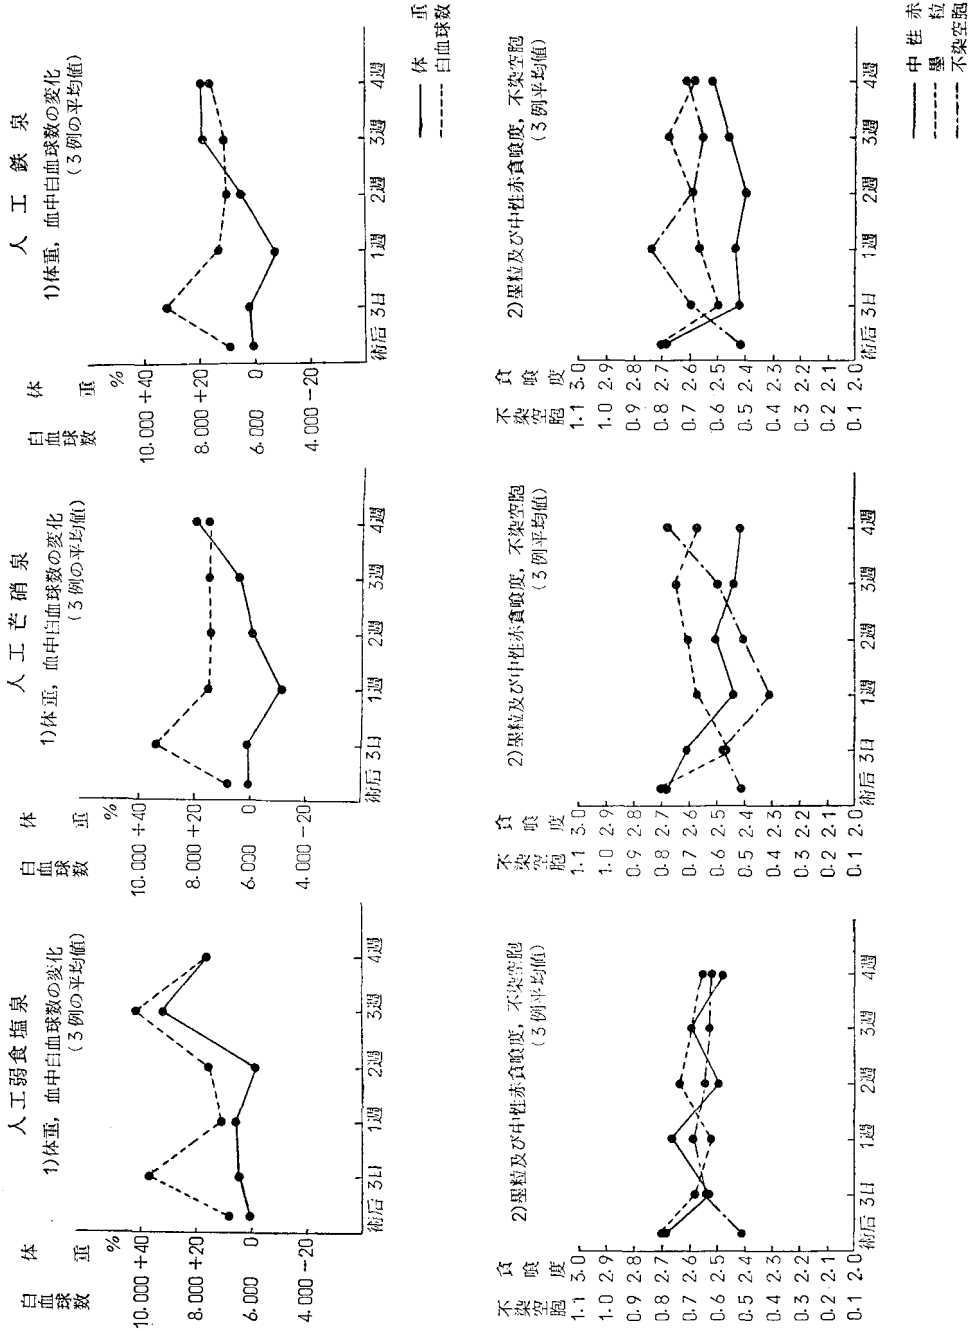 人工弱食塩泉
1)体重，血中白血球数の変化
(3例の平均値)
白血球数
体重
%
10.000 +40
8.000 +20
6.000 0
4.000 -20
術后 3日 1週 2週 3週 4週
2)墨粒及び中性赤貪喰度，不染空胞
(3例平均値)
不染空胞
貪喰度
1.1 3.0
1.0 2.9
0.9 2.8
0.8 2.7
0.7 2.6
0.6 2.5
0.5 2.4
0.4 2.3
0.3 2.2
0.2 2.1
0.1 2.0
術后 3日 1週 2週 3週 4週
人工芒硝泉
1)体重，血中白血球数の変化
(3例の平均値)
白血球数
体重
%
10.000 +40
8.000 +20
6.000 0
4.000 -20
術后 3日 1週 2週 3週 4週
2)墨粒及び中性赤貪喰度，不染空胞
(3例平均値)
不染空胞
貪喰度
1.1 3.0
1.0 2.9
0.9 2.8
0.8 2.7
0.7 2.6
0.6 2.5
0.5 2.4
0.4 2.3
0.3 2.2
0.2 2.1
0.1 2.0
術后 3日 1週 2週 3週 4週
人工鉄泉
1)体重，血中白血球数の変化
(3例の平均値)
白血球数
体重
%
10.000 +40
8.000 +20
6.000 0
4.000 -20
術后 3日 1週 2週 3週 4週
体重
白血球数
2)墨粒及び中性赤貪喰度，不染空胞
(3例平均値)
不染空胞
貪喰度
1.1 3.0
1.0 2.9
0.9 2.8
0.8 2.7
0.7 2.6
0.6 2.5
0.5 2.4
0.4 2.3
0.3 2.2
0.2 2.1
0.1 2.0
術后 3日 1週 2週 3週 4週
中性赤
墨粒
不染空胞